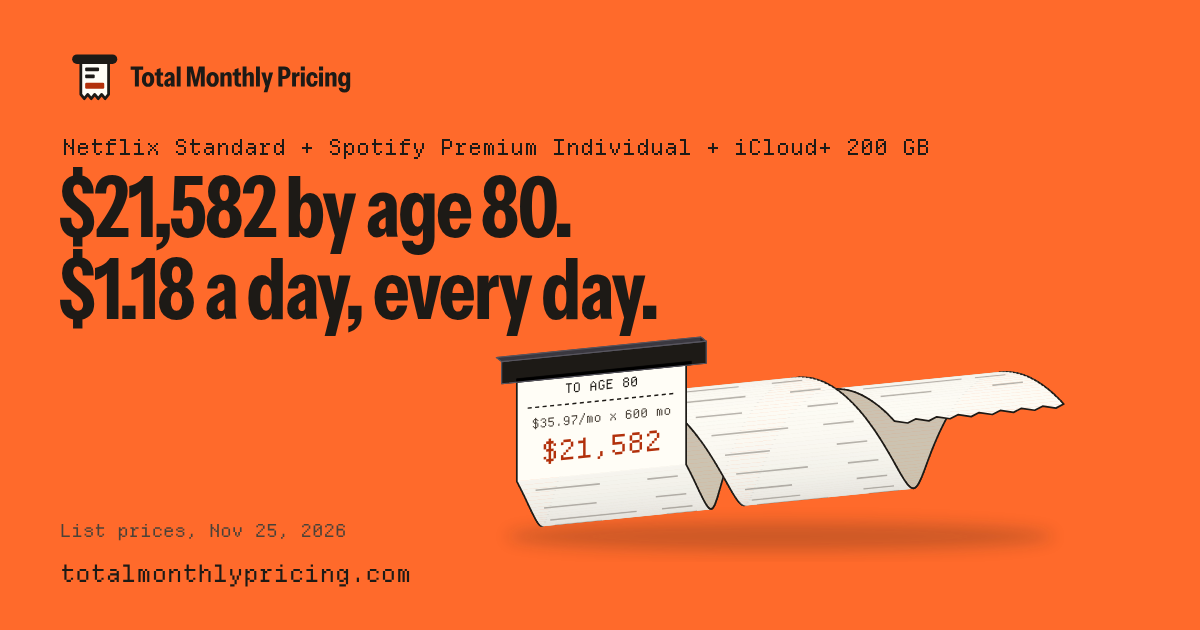 Total Monthly Pricing
Netflix Standard + Spotify Premium Individual + iCloud+ 200 GB
$21,582 by age 80.
$1.18 a day, every day.
TO AGE 80
$35.97/mo x 600 mo
$21,582
List prices, Nov 25, 2026
totalmonthlypricing.com